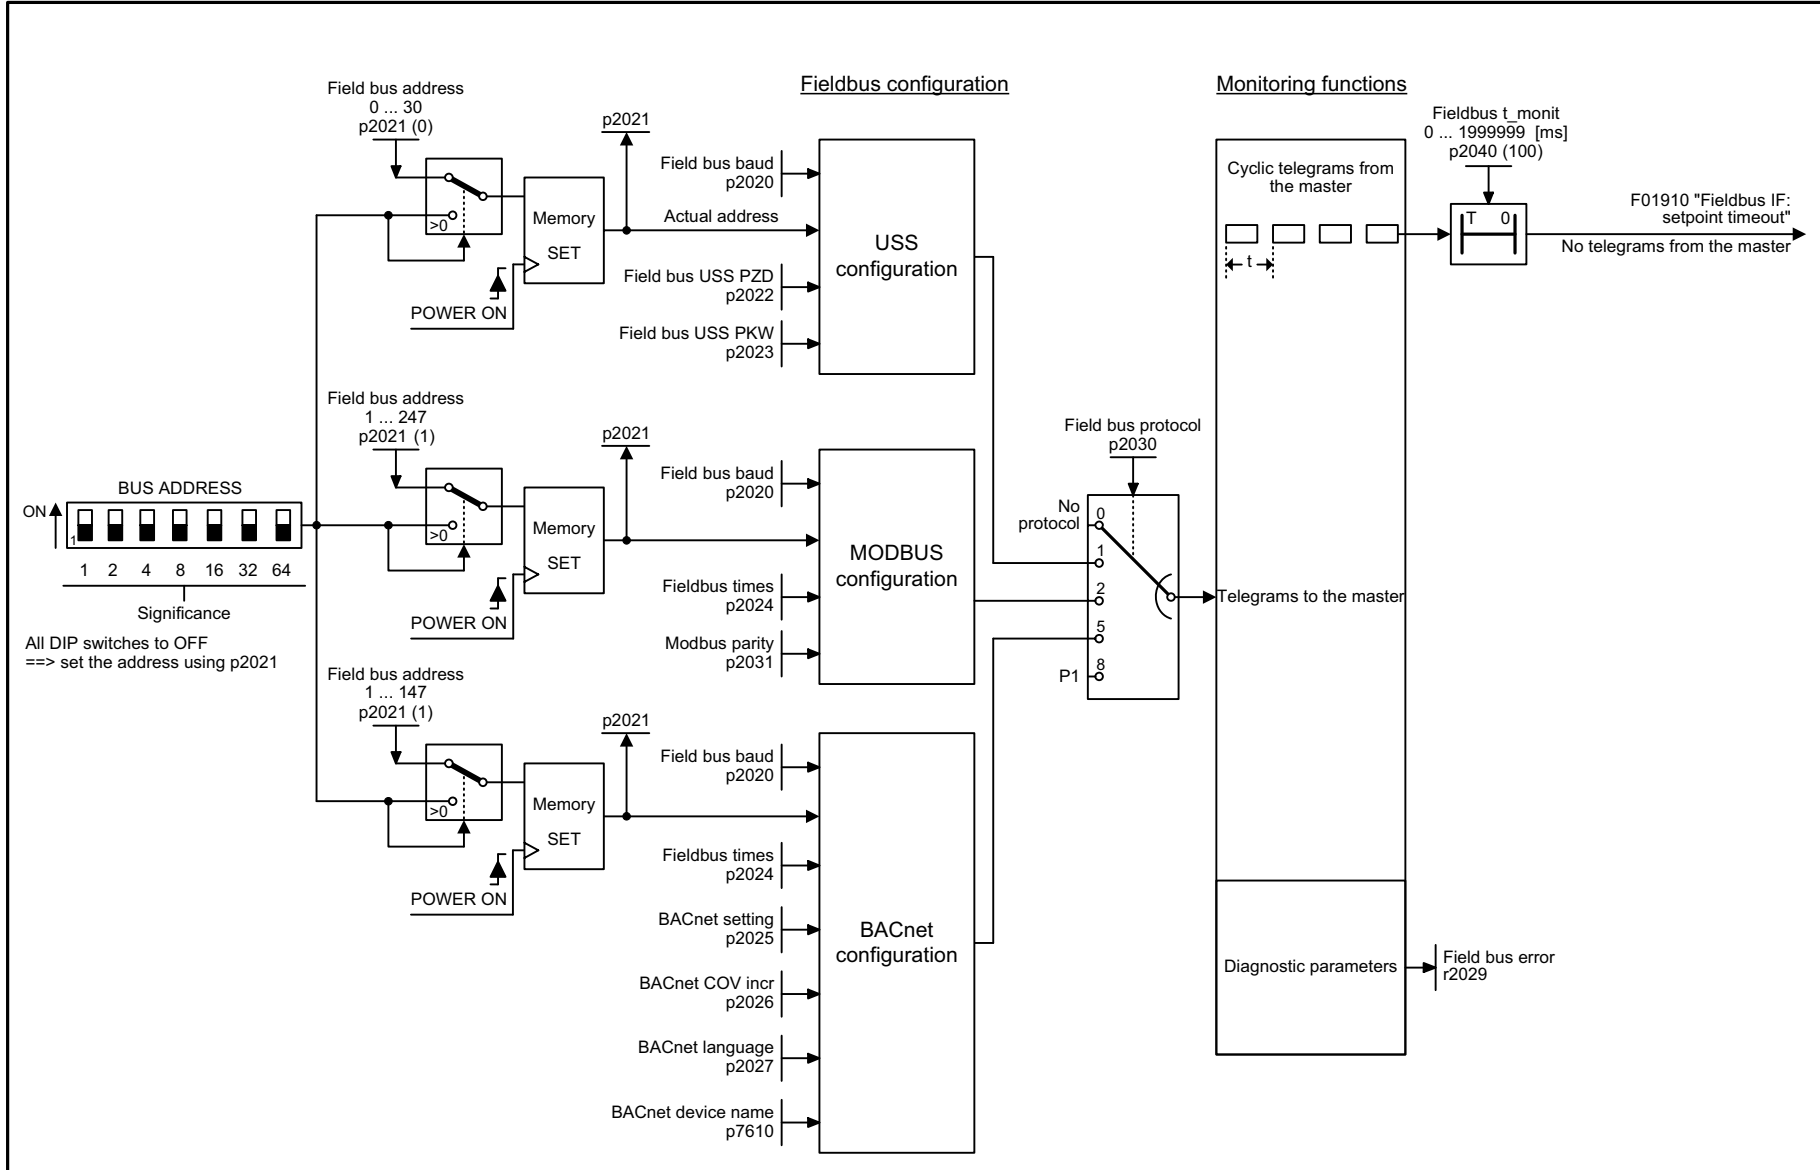 Fieldbus configuration
Monitoring functions
Field bus address
0 ... 30
p2021 (0)
p2021
>0
Memory
SET
POWER ON
Field bus baud
p2020
Actual address
Field bus USS PZD
p2022
Field bus USS PKW
p2023
USS
configuration
Cyclic telegrams from
the master
t
Fieldbus t_monit
0 ... 1999999 [ms]
p2040 (100)
T 0
F01910 "Fieldbus IF:
setpoint timeout"
No telegrams from the master
Field bus address
1 ... 247
p2021 (1)
p2021
>0
Memory
SET
POWER ON
Field bus baud
p2020
Fieldbus times
p2024
Modbus parity
p2031
MODBUS
configuration
BUS ADDRESS
ON
1
1 2 4 8 16 32 64
Significance
All DIP switches to OFF
==> set the address using p2021
Field bus protocol
p2030
No
protocol
0
1
2
5
8
P1
Telegrams to the master
Field bus address
1 ... 147
p2021 (1)
p2021
>0
Memory
SET
POWER ON
Field bus baud
p2020
Fieldbus times
p2024
BACnet setting
p2025
BACnet COV incr
p2026
BACnet language
p2027
BACnet device name
p7610
BACnet
configuration
Diagnostic parameters
Field bus error
r2029